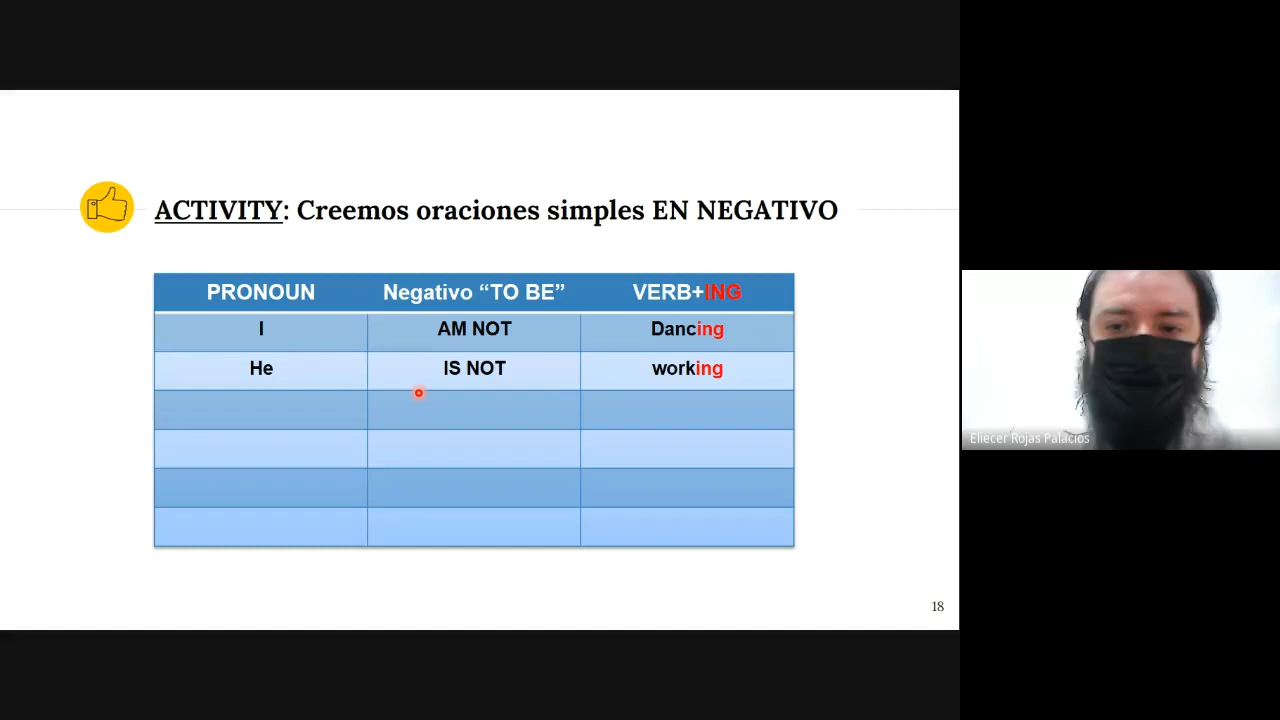 ACTIVITY: Creemos oraciones simples EN NEGATIVO
PRONOUN Negativo “TO BE” VERB+ING
I AM NOT Dancing
He IS NOT working
Eliecer Rojas Palacios
18